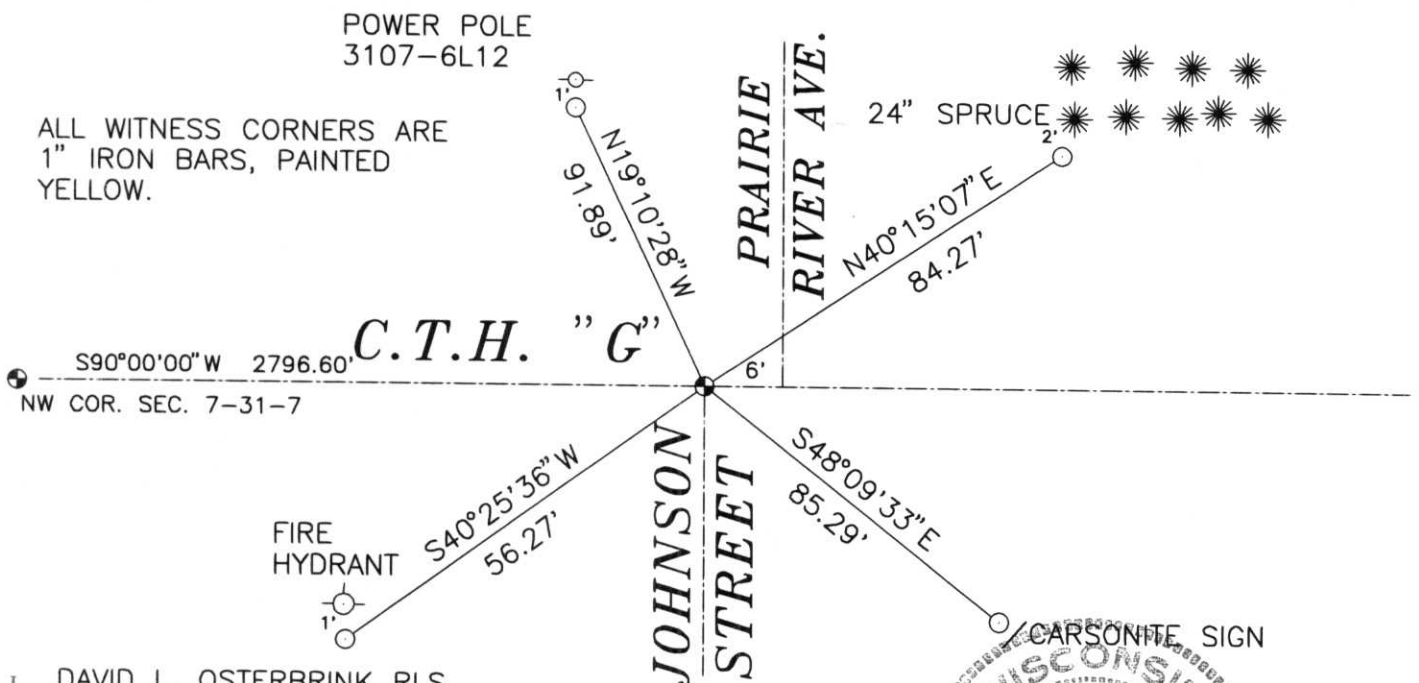 POWER POLE
3107-6L12
ALL WITNESS CORNERS ARE
1" IRON BARS, PAINTED
YELLOW.
1'
N19°10'28"W
91.89'
PRAIRIE
RIVER AVE.
24" SPRUCE
2'
N40°15'07"E
84.27'
C.T.H. "G"
S90°00'00"W 2796.60'
NW COR. SEC. 7-31-7
6'
S40°25'36"W
56.27'
FIRE
HYDRANT
1'
JOHNSON
STREET
S48°09'33"E
85.29'
CARSONITE SIGN
WISCONSI
DAVID L. OSTERBRINK RLS